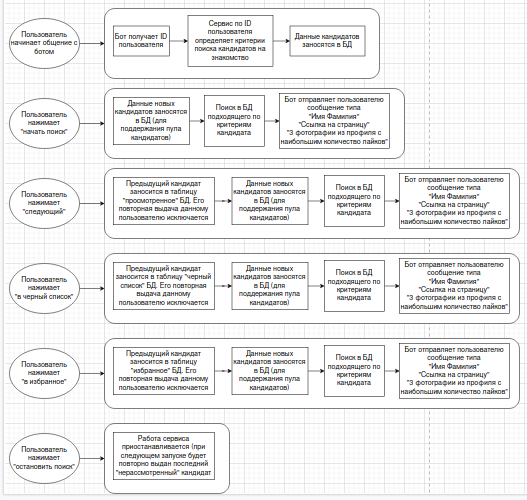 Пользователь
начинает общение с
ботом
Бот получает ID
пользователя
Сервис по ID
пользователя
определяет критерии
поиска кандидатов на
знакомство
Данные кандидатов
заносятся в БД
Пользователь
нажимает
"начать поиск"
Данные новых
кандидатов заносятся
в БД (для
поддержания пула
кандидатов)
Поиск в БД
подходящего по
критериям
кандидата
Бот отправляет пользователю
сообщение типа
"Имя Фамилия"
"Ссылка на страницу"
"3 фотографии из профиля с
наибольшим количество лайков"
Пользователь
нажимает
"следующий"
Предыдущий кандидат
заносится в таблицу
"просмотренное" БД. Его
повторная выдача данному
пользователю исключается
Данные новых
кандидатов заносятся
в БД (для
поддержания пула
кандидатов)
Поиск в БД
подходящего по
критериям
кандидата
Бот отправляет пользователю
сообщение типа
"Имя Фамилия"
"Ссылка на страницу"
"3 фотографии из профиля с
наибольшим количество лайков"
Пользователь
нажимает
"в черный список"
Предыдущий кандидат
заносится в таблицу "черный
список" БД. Его повторная
выдача данному
пользователю исключается
Данные новых
кандидатов заносятся
в БД (для
поддержания пула
кандидатов)
Поиск в БД
подходящего по
критериям
кандидата
Бот отправляет пользователю
сообщение типа
"Имя Фамилия"
"Ссылка на страницу"
"3 фотографии из профиля с
наибольшим количество лайков"
Пользователь
нажимает
"в избранное"
Предыдущий кандидат
заносится в таблицу
"избранное" БД. Его
повторная выдача данному
пользователю исключается
Данные новых
кандидатов заносятся
в БД (для
поддержания пула
кандидатов)
Поиск в БД
подходящего по
критериям
кандидата
Бот отправляет пользователю
сообщение типа
"Имя Фамилия"
"Ссылка на страницу"
"3 фотографии из профиля с
наибольшим количество лайков"
Пользователь
нажимает
"остановить поиск"
Работа сервиса
приостанавливается (при
следующем запуске будет
повторно выдан последний
"нерассмотренный" кандидат